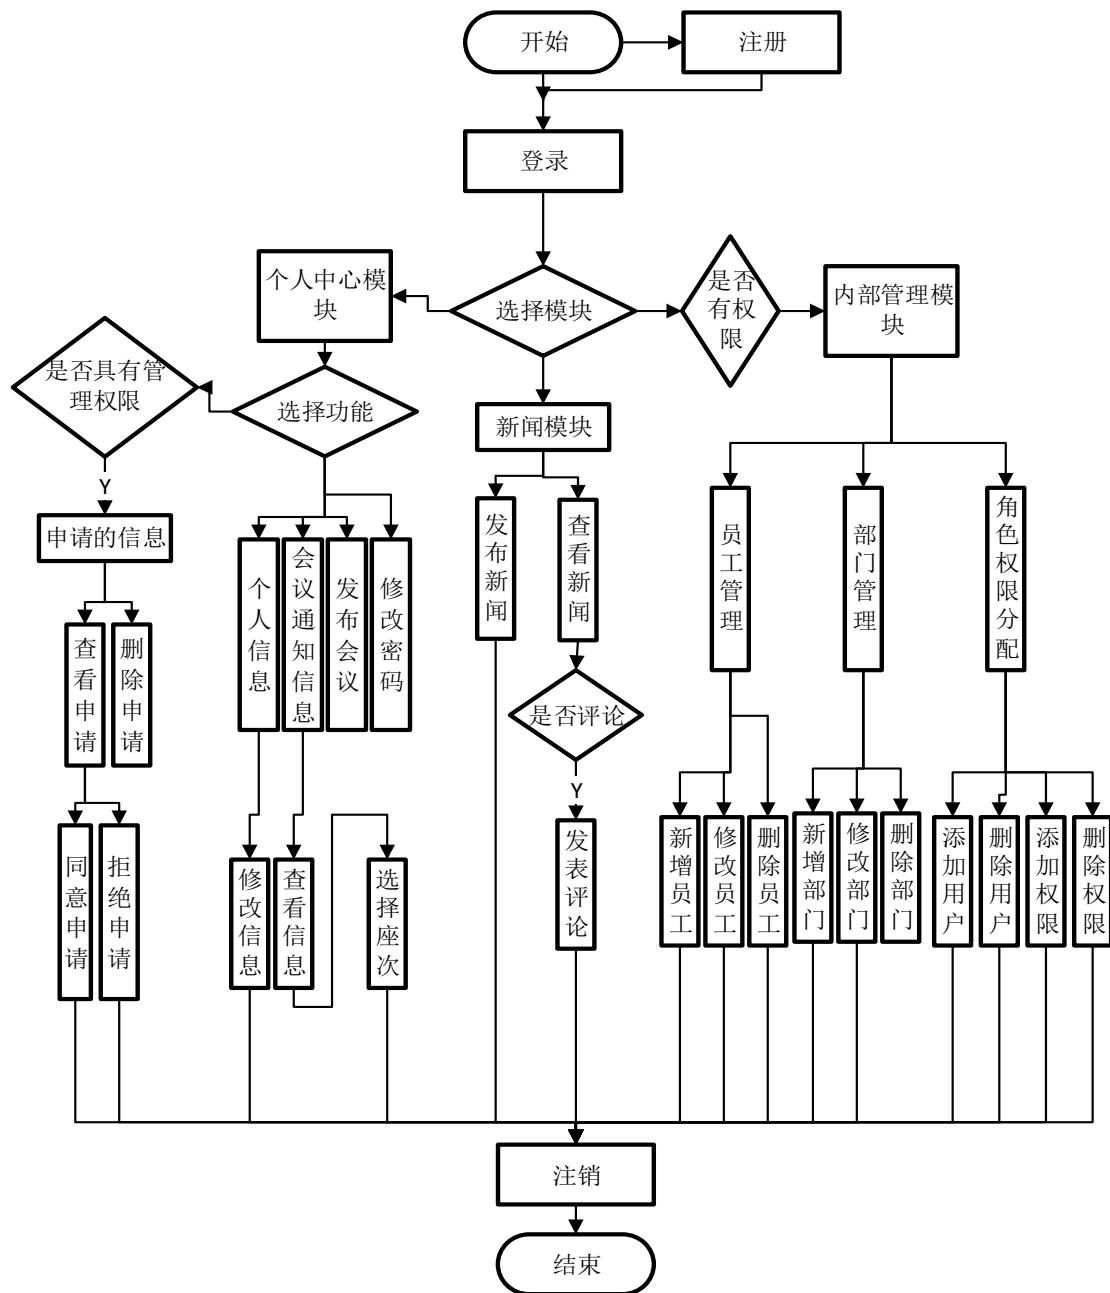 开始
注册
登录
个人中心模
块
选择模块
是否
有权
限
内部管理模
块
是否具有管
理权限
选择功能
新闻模块
Y
申请的信息
个人信息
会议通知信息
发布会议
修改密码
发布新闻
查看新闻
员工管理
部门管理
角色权限分配
查看申请
删除申请
是否评论
Y
同意申请
拒绝申请
修改信息
查看信息
选择座次
发表评论
新增员工
修改员工
删除员工
新增部门
修改部门
删除部门
添加用户
删除用户
添加权限
删除权限
注销
结束